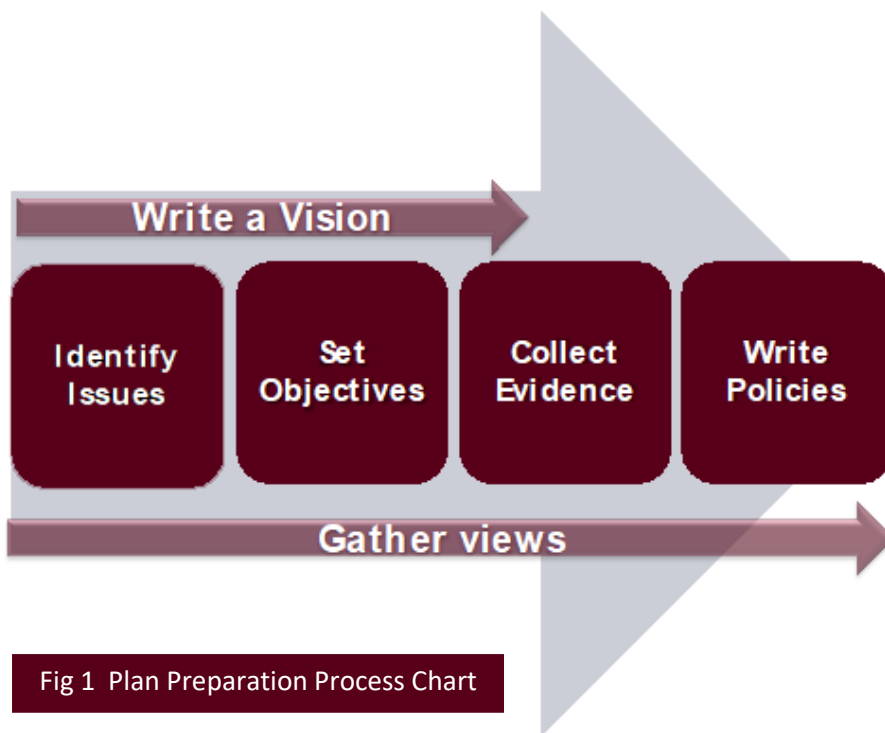 Write a Vision
Identify
Issues
Set
Objectives
Collect
Evidence
Write
Policies
Gather views
Fig 1 Plan Preparation Process Chart